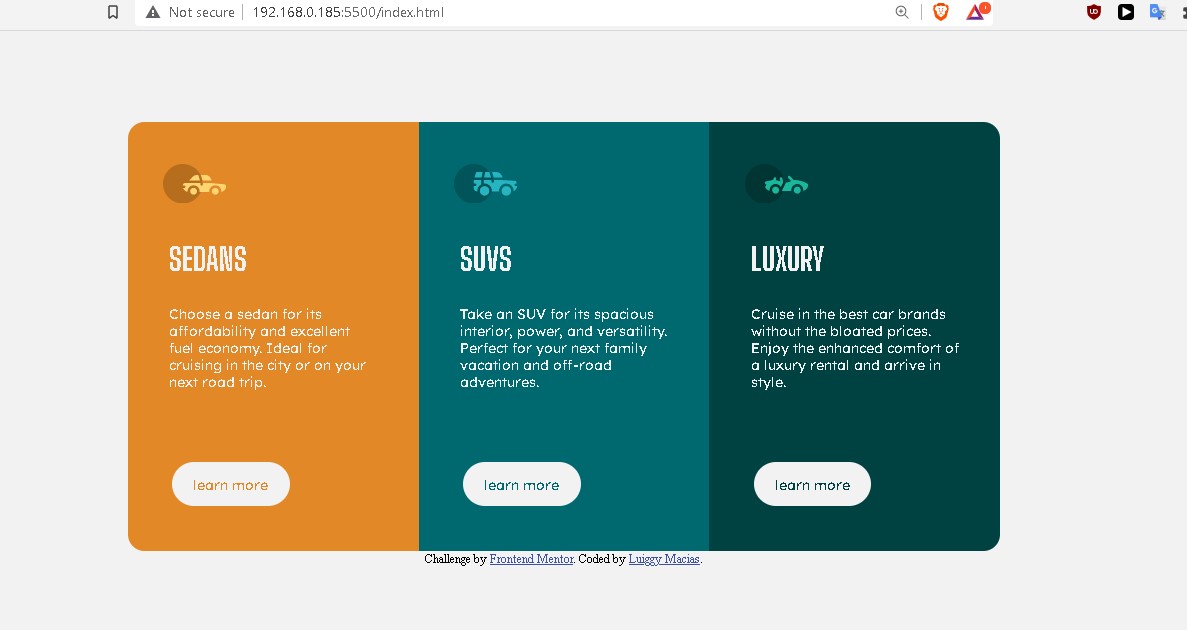 Not secure 192.168.0.185:5500/index.html
SEDANS
Choose a sedan for its
affordability and excellent
fuel economy. Ideal for
cruising in the city or on your
next road trip.
learn more
SUVS
Take an SUV for its spacious
interior, power, and versatility.
Perfect for your next family
vacation and off-road
adventures.
learn more
LUXURY
Cruise in the best car brands
without the bloated prices.
Enjoy the enhanced comfort of
a luxury rental and arrive in
style.
learn more
Challenge by Frontend Mentor. Coded by Luiggy Macias.